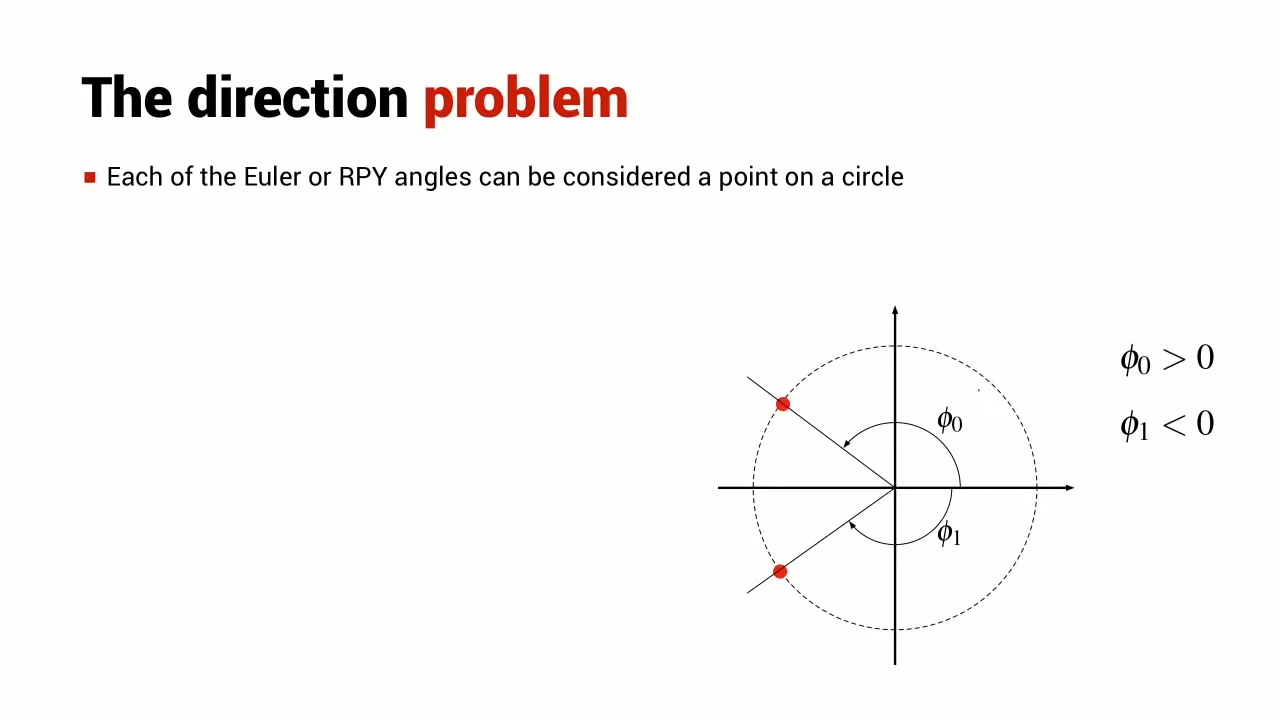 The direction problem
Each of the Euler or RPY angles can be considered a point on a circle
ϕ₀ > 0
ϕ₀
ϕ₁ < 0
ϕ₁